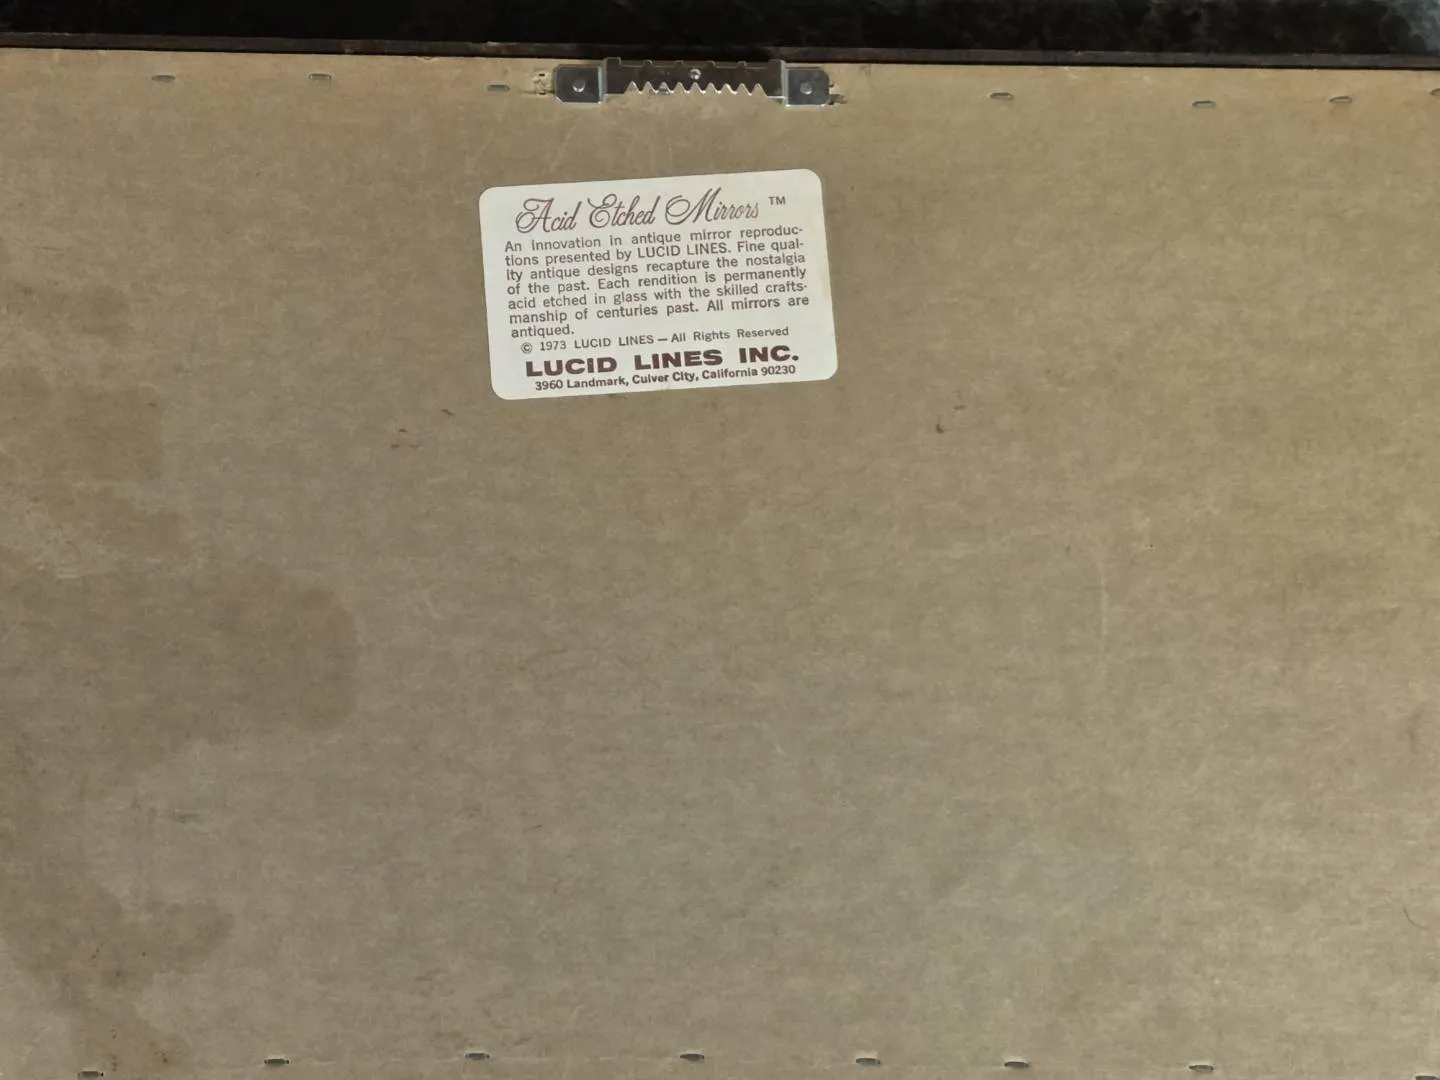 Acid Etched Mirrors ™
An innovation in antique mirror reproduc-
tions presented by LUCID LINES. Fine qual-
ity antique designs recapture the nostalgia
of the past. Each rendition is permanently
acid etched in glass with the skilled crafts-
manship of centuries past. All mirrors are
antiqued.
© 1973 LUCID LINES — All Rights Reserved
LUCID LINES INC.
3960 Landmark, Culver City, California 90230